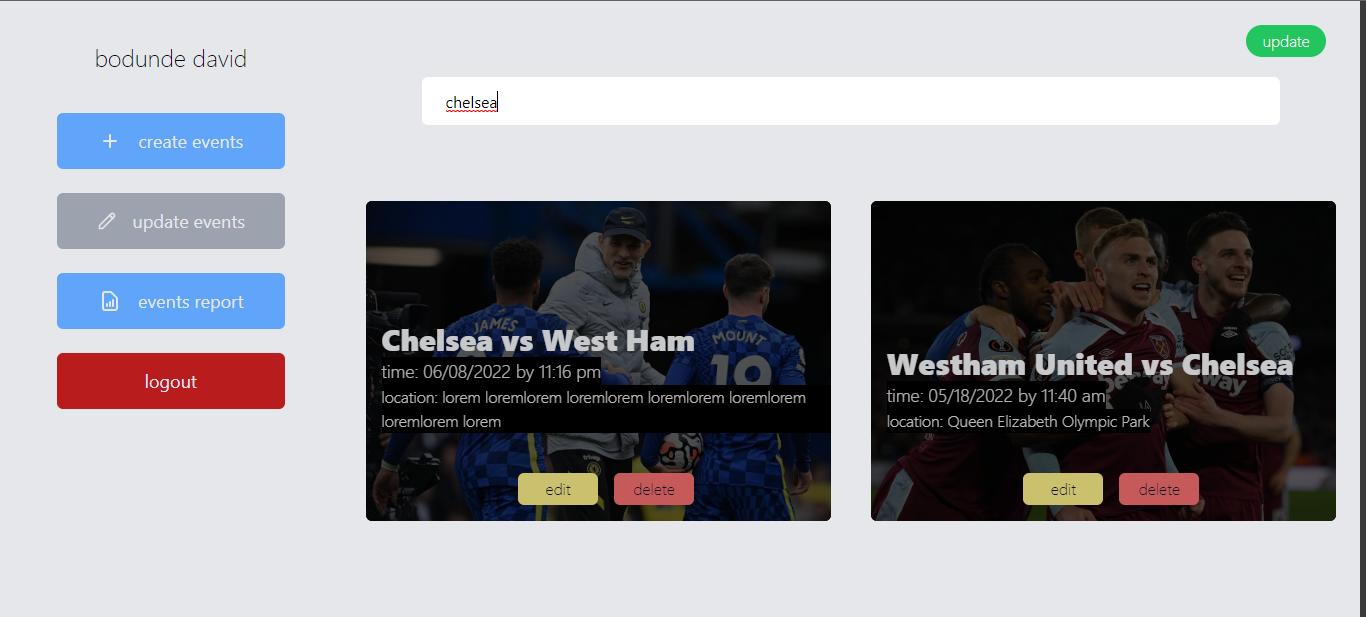 bodunde david
create events
update events
events report
logout
update
chelsea
JAMES
MOUNT
19
Chelsea vs West Ham
time: 06/08/2022 by 11:16 pm
location: lorem loremlorem loremlorem loremlorem loremlorem
loremlorem lorem
edit
delete
Westham United vs Chelsea
time: 05/18/2022 by 11:40 am
location: Queen Elizabeth Olympic Park
betway
edit
delete